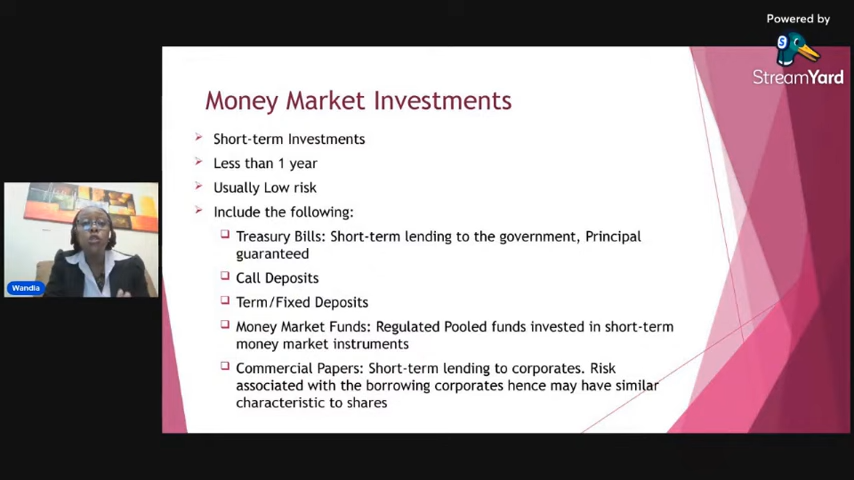 Powered by
StreamYard
Money Market Investments
Short-term Investments
Less than 1 year
Usually Low risk
Include the following:
Treasury Bills: Short-term lending to the government, Principal
guaranteed
Call Deposits
Term/Fixed Deposits
Money Market Funds: Regulated Pooled funds invested in short-term
money market instruments
Commercial Papers: Short-term lending to corporates. Risk
associated with the borrowing corporates hence may have similar
characteristic to shares
Wandia